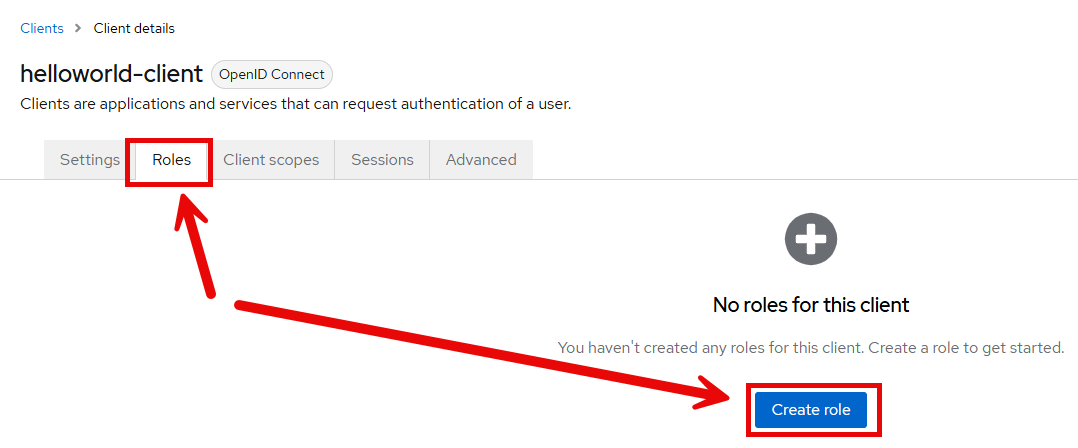 Clients > Client details
helloworld-client OpenID Connect
Clients are applications and services that can request authentication of a user.
Settings Roles Client scopes Sessions Advanced
No roles for this client
You haven't created any roles for this client. Create a role to get started.
Create role